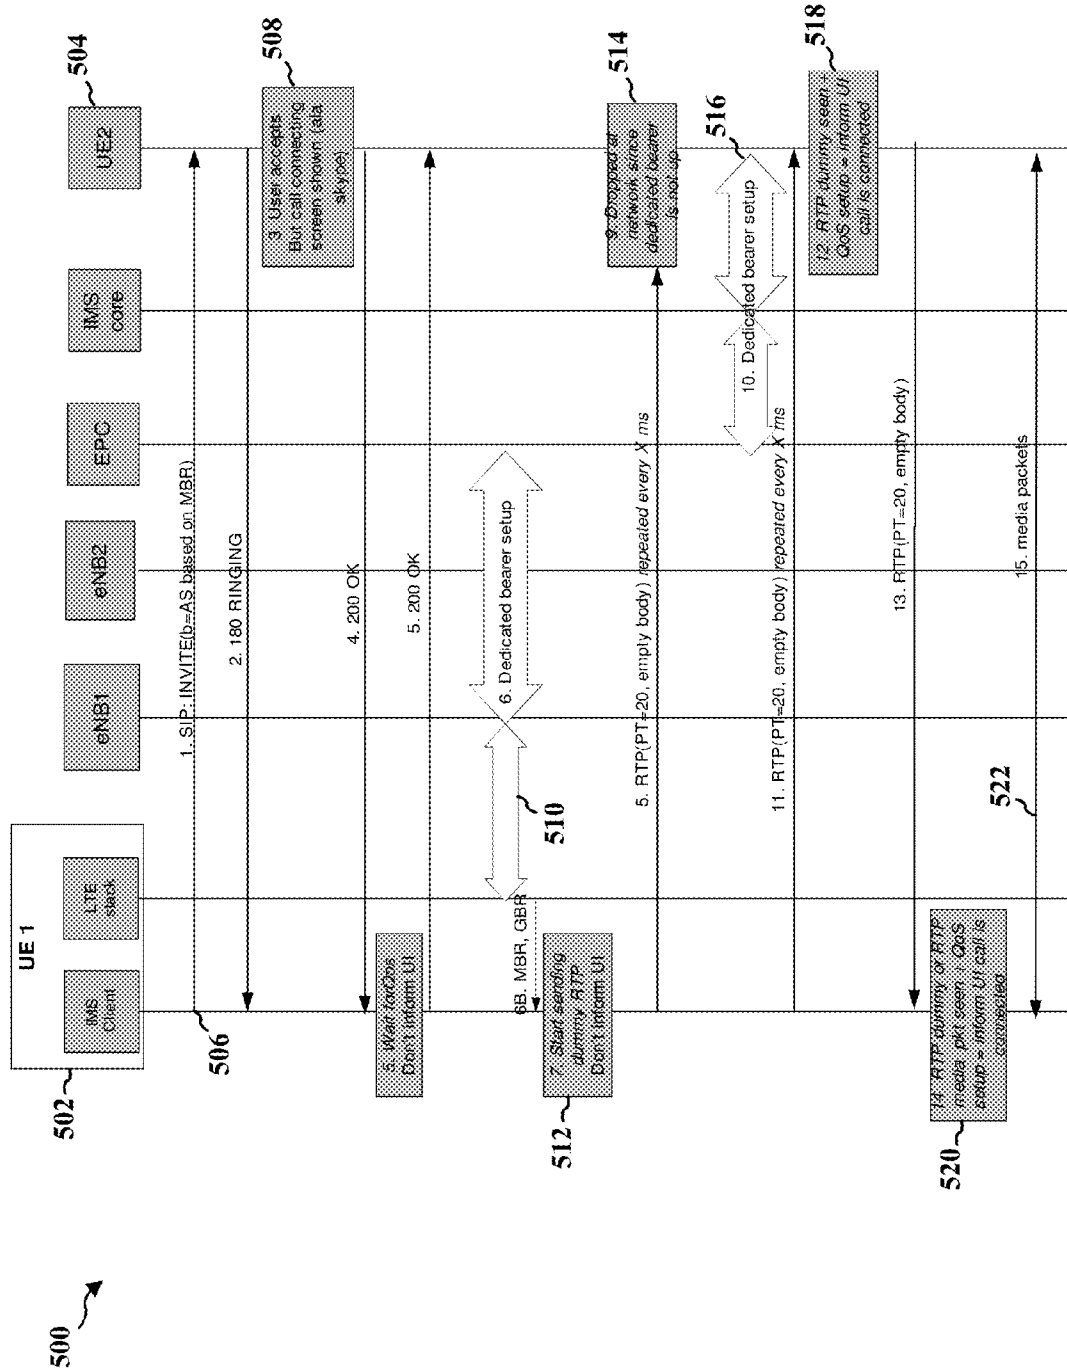 500
502
UE 1
IMS
Client
LTE
stack
eNB1
eNB2
EPC
IMS
core
UE2
504
506
1. SIP: INVITE(b=AS based on MBR)
2. 180 RINGING
508
3 User accepts
But call connecting
screen shown (ala
skype)
4. 200 OK
5. Wait forQos
Don't inform UI
5. 200 OK
6. Dedicated bearer setup
510
6B. MBR, GBR
512
7. Start sending
dummy RTP
Don't inform UI
5. RTP(PT=20, empty body) repeated every X ms
514
9. Dropped at
network since
dedicated bearer
is not up
516
10. Dedicated bearer setup
11. RTP(PT=20, empty body) repeated every X ms
518
12. RTP dummy seen +
QoS setup = inform UI
call is connected
13. RTP(PT=20, empty body)
520
14. RTP dummy or RTP
media pkt seen + QoS
setup = inform UI call is
connected
522
15. media packets